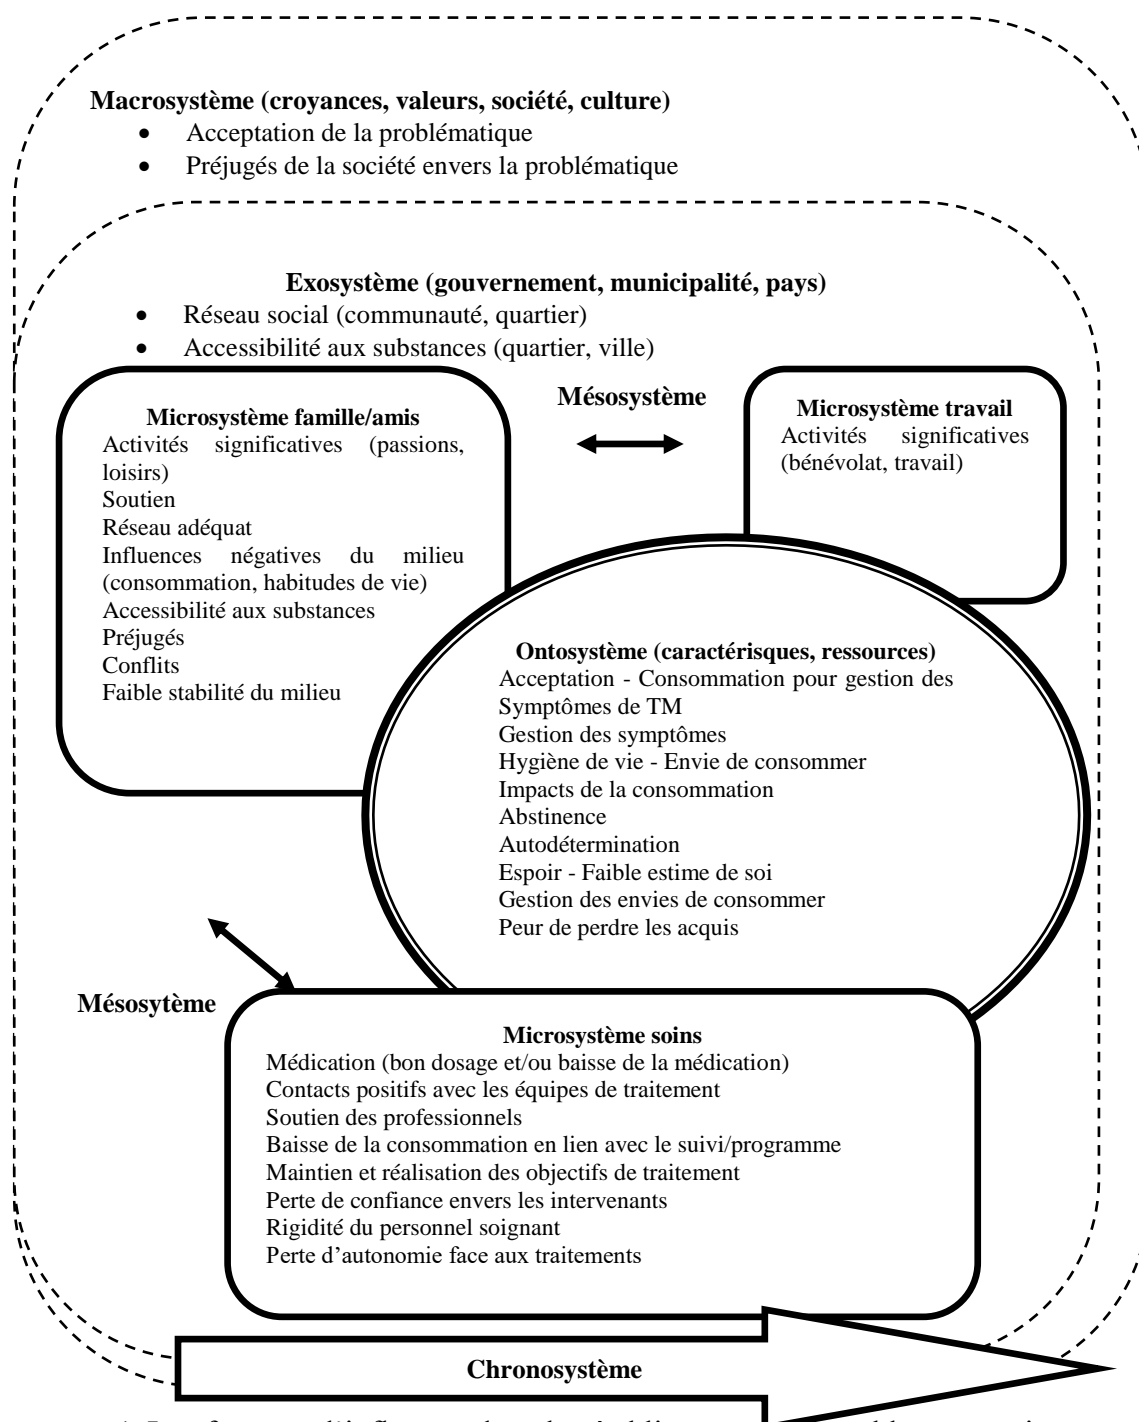 Macrosystème (croyances, valeurs, société, culture)
• Acceptation de la problématique
• Préjugés de la société envers la problématique
Exosystème (gouvernement, municipalité, pays)
• Réseau social (communauté, quartier)
• Accessibilité aux substances (quartier, ville)
Microsystème famille/amis
Activités significatives (passions,
loisirs)
Soutien
Réseau adéquat
Influences négatives du milieu
(consommation, habitudes de vie)
Accessibilité aux substances
Préjugés
Conflits
Faible stabilité du milieu
Mésosystème
Microsystème travail
Activités significatives
(bénévolat, travail)
Ontosystème (caractérisques, ressources)
Acceptation - Consommation pour gestion des
Symptômes de TM
Gestion des symptômes
Hygiène de vie - Envie de consommer
Impacts de la consommation
Abstinence
Autodétermination
Espoir - Faible estime de soi
Gestion des envies de consommer
Peur de perdre les acquis
Mésosytème
Microsystème soins
Médication (bon dosage et/ou baisse de la médication)
Contacts positifs avec les équipes de traitement
Soutien des professionnels
Baisse de la consommation en lien avec le suivi/programme
Maintien et réalisation des objectifs de traitement
Perte de confiance envers les intervenants
Rigidité du personnel soignant
Perte d'autonomie face aux traitements
Chronosystème